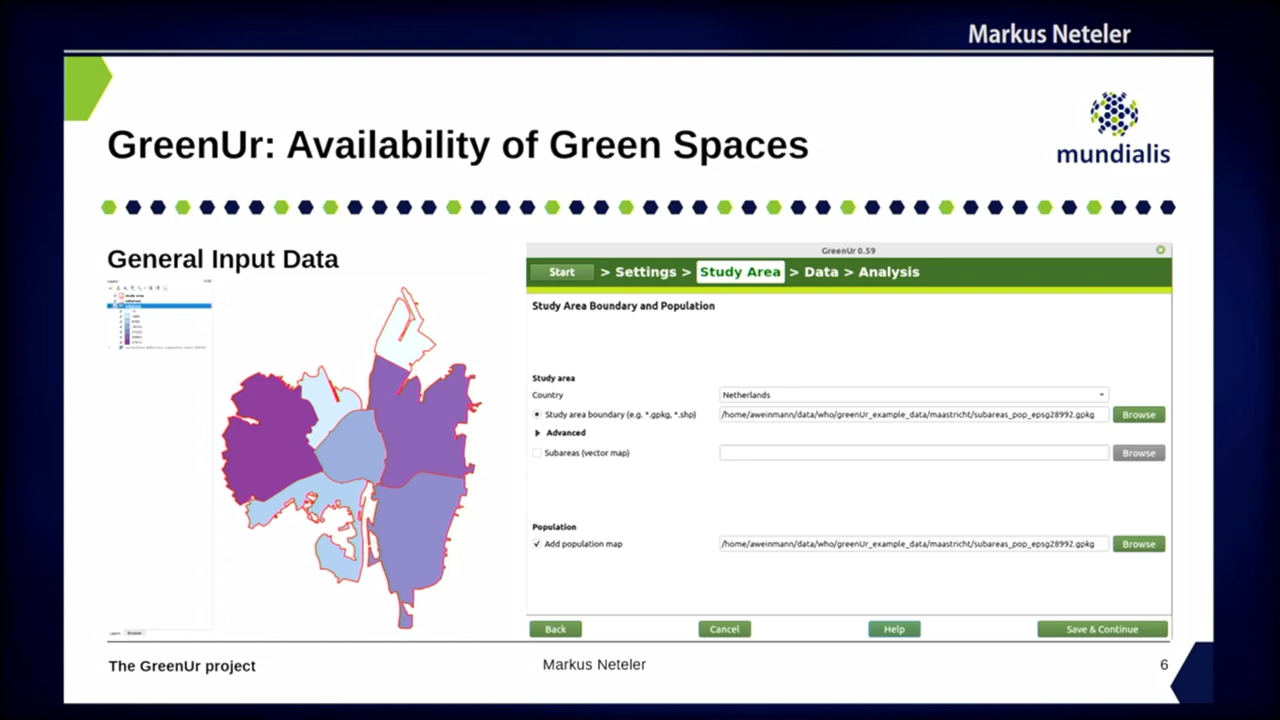 Markus Neteler
GreenUr: Availability of Green Spaces
mundialis
General Input Data
GreenUr 0.59
Start > Settings > Study Area > Data > Analysis
Study Area Boundary and Population
Study area
Country Netherlands
Study area boundary (e.g. *.gpkg, *.shp) /home/aweinmann/data/who/greenUr_example_data/maastricht/subareas_pop_epsg28992.gpkg Browse
Advanced
Subareas (vector map) Browse
Population
Add population map /home/aweinmann/data/who/greenUr_example_data/maastricht/subareas_pop_epsg28992.gpkg Browse
Back Cancel Help Save & Continue
The GreenUr project Markus Neteler 6